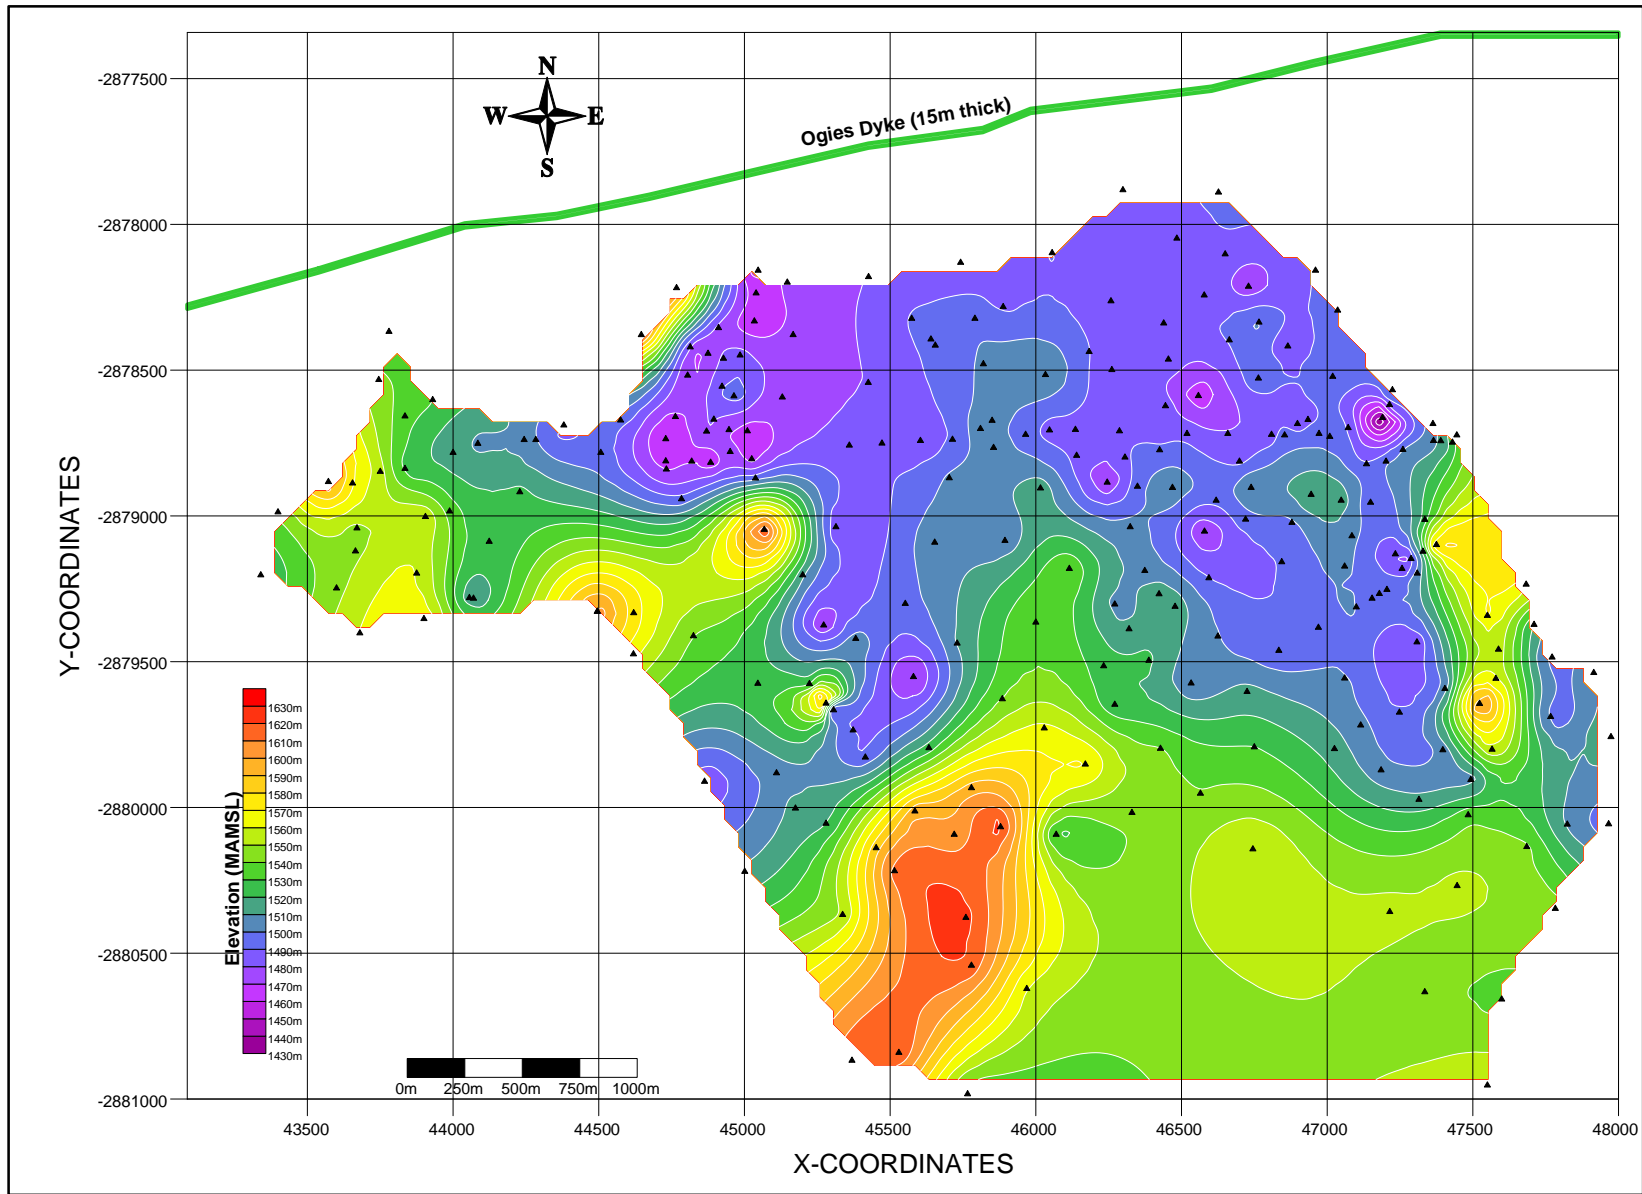 -2877500
-2878000
-2878500
-2879000
-2879500
-2880000
-2880500
-2881000
Y-COORDINATES
N
W
E
S
Ogies Dyke (15m thick)
Elevation (MAMSL)
1630m
1620m
1610m
1600m
1590m
1580m
1570m
1560m
1550m
1540m
1530m
1520m
1510m
1500m
1490m
1480m
1470m
1460m
1450m
1440m
1430m
0m 250m 500m 750m 1000m
43500 44000 44500 45000 45500 46000 46500 47000 47500 48000
X-COORDINATES